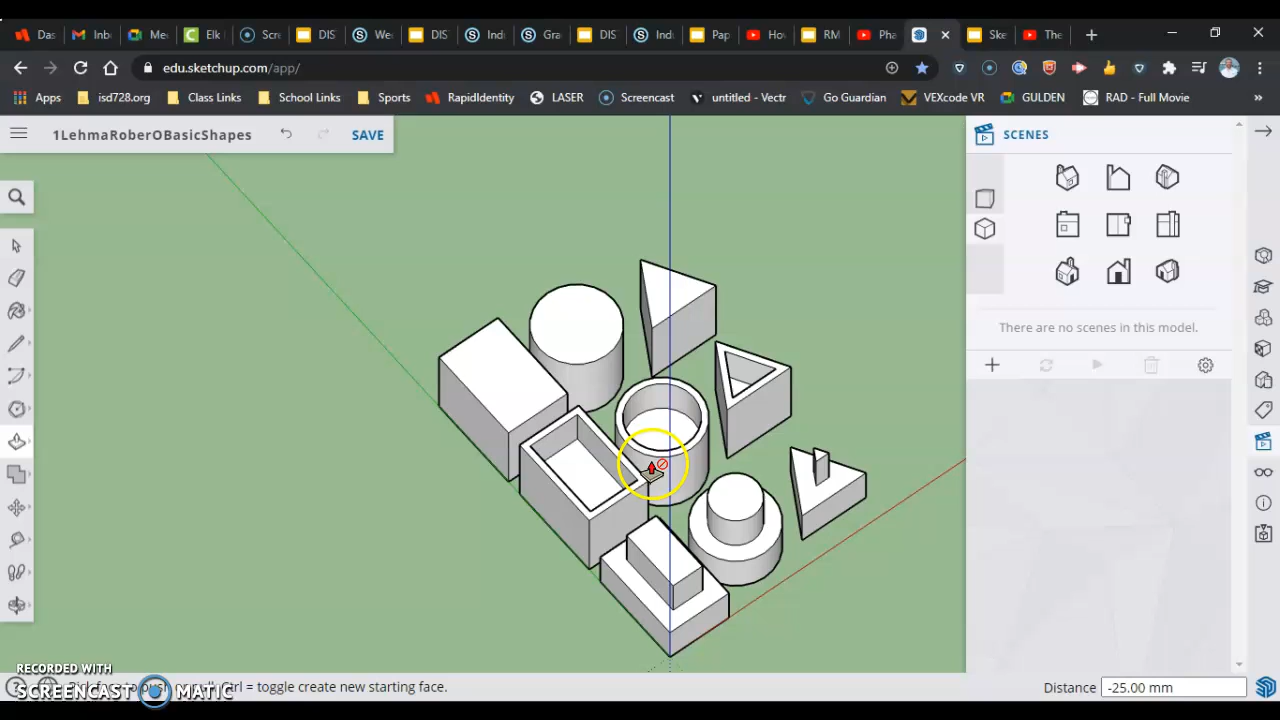 Das Inb Me Elk Scre DIS We DIS Ind Gra DIS Ind Pap Hov RM Pha Ske The
edu.sketchup.com/app/
Apps isd728.org Class Links School Links Sports RapidIdentity LASER Screencast untitled - Vectr Go Guardian VEXcode VR GULDEN RAD - Full Movie »
1LehmaRoberOBasicShapes SAVE
SCENES
There are no scenes in this model.
RECORDED WITH
SCREENCAST MATIC
Ctrl = toggle create new starting face.
Distance -25.00 mm